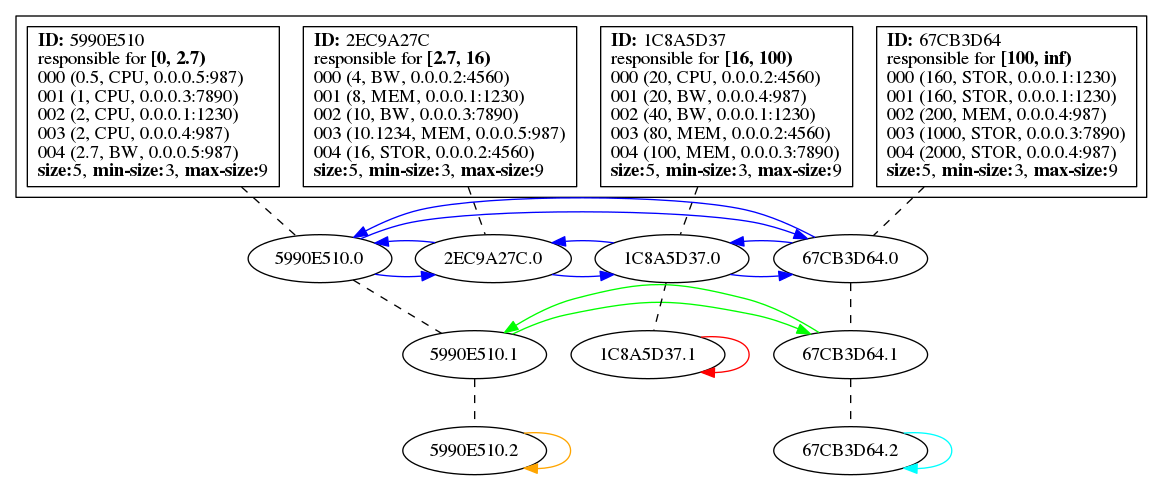 ID: 5990E510
responsible for [0, 2.7)
000 (0.5, CPU, 0.0.0.5:987)
001 (1, CPU, 0.0.0.3:7890)
002 (2, CPU, 0.0.0.1:1230)
003 (2, CPU, 0.0.0.4:987)
004 (2.7, BW, 0.0.0.5:987)
size:5, min-size:3, max-size:9
ID: 2EC9A27C
responsible for [2.7, 16)
000 (4, BW, 0.0.0.2:4560)
001 (8, MEM, 0.0.0.1:1230)
002 (10, BW, 0.0.0.3:7890)
003 (10.1234, MEM, 0.0.0.5:987)
004 (16, STOR, 0.0.0.2:4560)
size:5, min-size:3, max-size:9
ID: 1C8A5D37
responsible for [16, 100)
000 (20, CPU, 0.0.0.2:4560)
001 (20, BW, 0.0.0.4:987)
002 (40, BW, 0.0.0.1:1230)
003 (80, MEM, 0.0.0.2:4560)
004 (100, MEM, 0.0.0.3:7890)
size:5, min-size:3, max-size:9
ID: 67CB3D64
responsible for [100, inf)
000 (160, STOR, 0.0.0.1:1230)
001 (160, STOR, 0.0.0.1:1230)
002 (200, MEM, 0.0.0.4:987)
003 (1000, STOR, 0.0.0.3:7890)
004 (2000, STOR, 0.0.0.4:987)
size:5, min-size:3, max-size:9
5990E510.0
2EC9A27C.0
1C8A5D37.0
67CB3D64.0
5990E510.1
1C8A5D37.1
67CB3D64.1
5990E510.2
67CB3D64.2